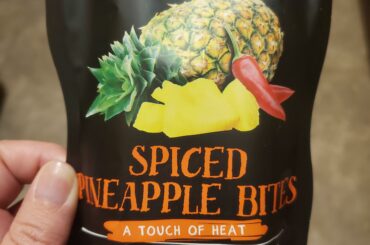 SPICED
PINEAPPLE BITES
A TOUCH OF HEAT